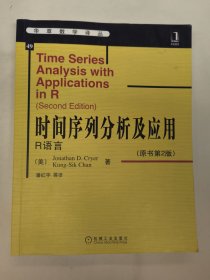 华章数学译丛
49
Time Series
Analysis with
Applications
in R
(Second Edition)
时间序列分析及应用
R语言
(原书第2版)
(美) Jonathan D. Cryer
Kung-Sik Chan 著
潘红宇 等译
机械工业出版社